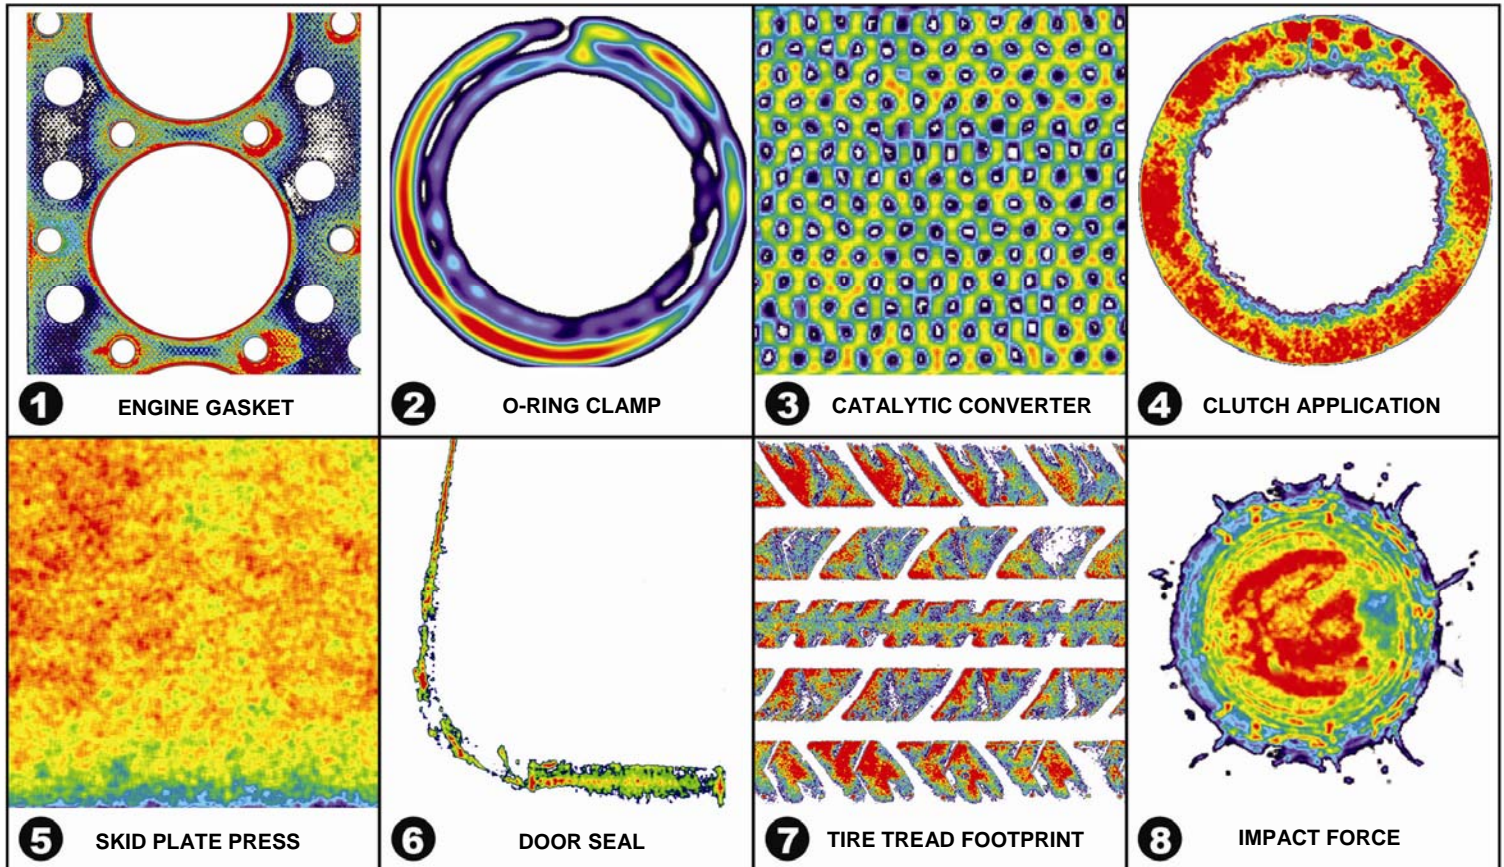 1 ENGINE GASKET
2 O-RING CLAMP
3 CATALYTIC CONVERTER
4 CLUTCH APPLICATION
5 SKID PLATE PRESS
6 DOOR SEAL
7 TIRE TREAD FOOTPRINT
8 IMPACT FORCE